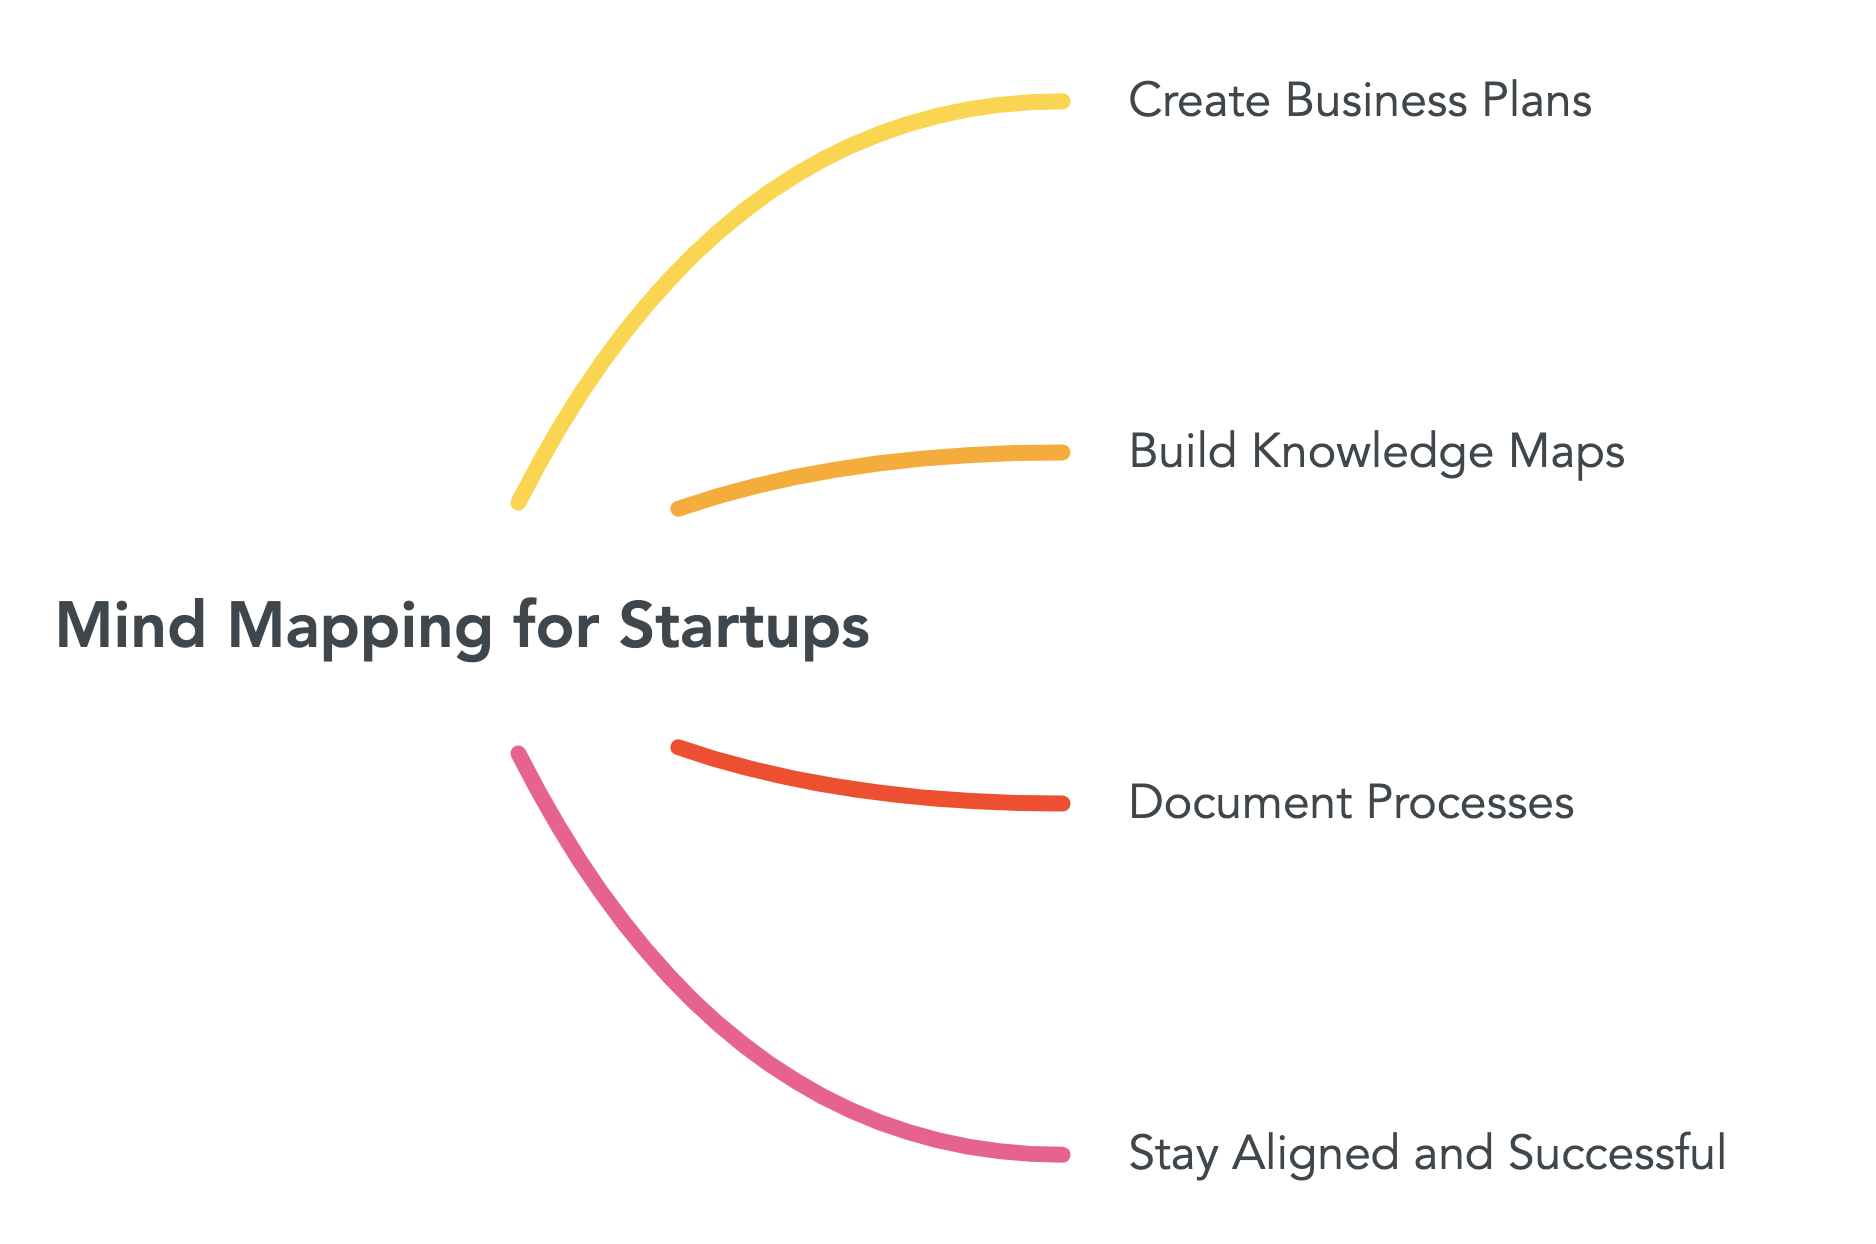 Create Business Plans
Build Knowledge Maps
Mind Mapping for Startups
Document Processes
Stay Aligned and Successful